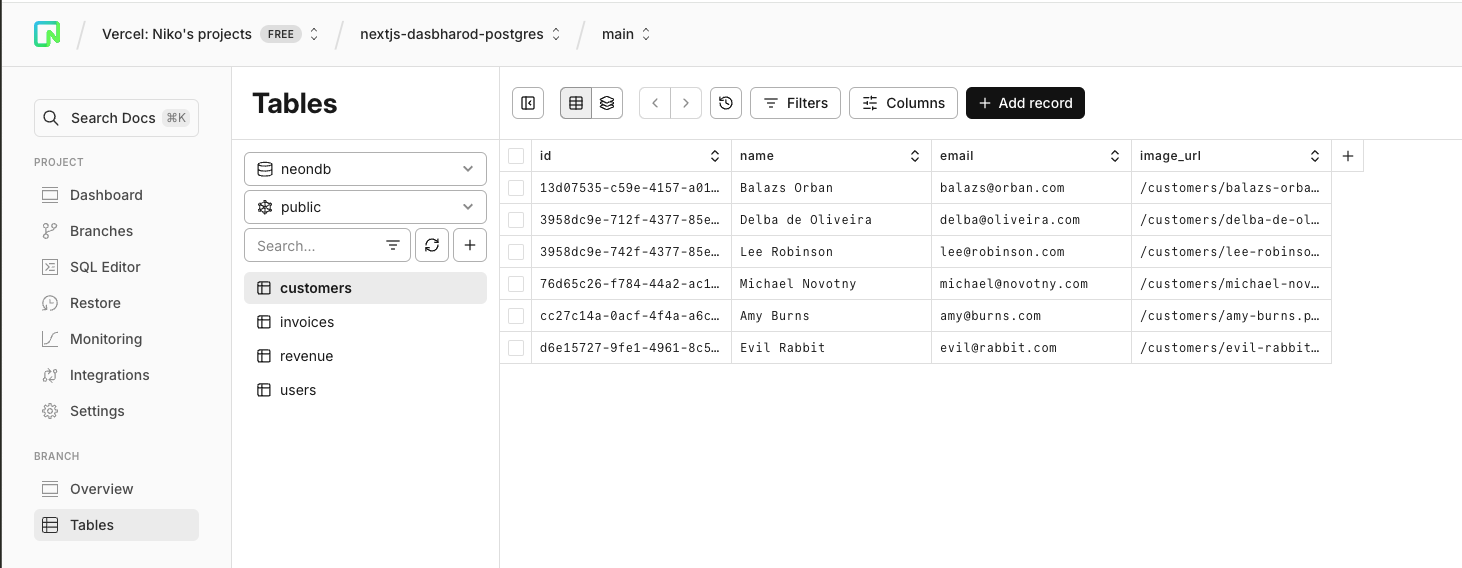 Vercel: Niko's projects FREE nextjs-dasbharod-postgres main
Search Docs ⌘K
PROJECT
Dashboard
Branches
SQL Editor
Restore
Monitoring
Integrations
Settings
BRANCH
Overview
Tables
Tables
neondb
public
Search...
customers
invoices
revenue
users
Filters Columns + Add record
id name email image_url +
13d07535-c59e-4157-a01… Balazs Orban balazs@orban.com /customers/balazs-orba…
3958dc9e-712f-4377-85e… Delba de Oliveira delba@oliveira.com /customers/delba-de-ol…
3958dc9e-742f-4377-85e… Lee Robinson lee@robinson.com /customers/lee-robinso…
76d65c26-f784-44a2-ac1… Michael Novotny michael@novotny.com /customers/michael-nov…
cc27c14a-0acf-4f4a-a6c… Amy Burns amy@burns.com /customers/amy-burns.p…
d6e15727-9fe1-4961-8c5… Evil Rabbit evil@rabbit.com /customers/evil-rabbit…